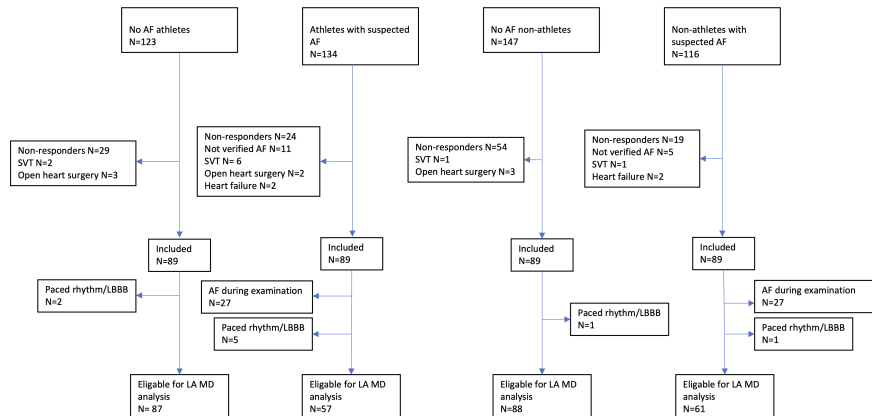 No AF athletes
N=123
Athletes with suspected
AF
N=134
No AF non-athletes
N=147
Non-athletes with
suspected AF
N=116
Non-responders N=29
SVT N=2
Open heart surgery N=3
Non-responders N=24
Not verified AF N=11
SVT N= 6
Open heart surgery N=2
Heart failure N=2
Non-responders N=54
SVT N=1
Open heart surgery N=3
Non-responders N=19
Not verified AF N=5
SVT N=1
Heart failure N=2
Included
N=89
Included
N=89
Included
N=89
Included
N=89
Paced rhythm/LBBB
N=2
AF during examination
N=27
Paced rhythm/LBBB
N=5
Paced rhythm/LBBB
N=1
AF during examination
N=27
Paced rhythm/LBBB
N=1
Eligable for LA MD
analysis
N= 87
Eligable for LA MD
analysis
N=57
Eligable for LA MD
analysis
N=88
Eligable for LA MD
analysis
N=61